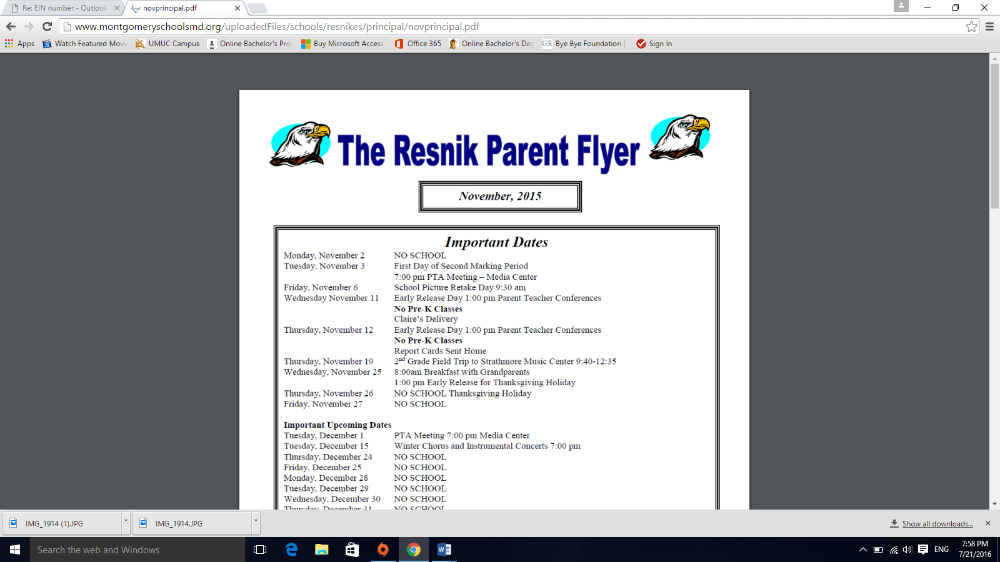 Re: EIN number - Outlook
novprincipal.pdf
www.montgomeryschoolsmd.org/uploadedFiles/schools/resnikes/principal/novprincipal.pdf
Apps Watch Featured Movi UMUC Campus Online Bachelor's Pro Buy Microsoft Access Office 365 Online Bachelor's Deg GR Bye Bye Foundation | Sign In
The Resnik Parent Flyer
November, 2015
Important Dates
Monday, November 2 NO SCHOOL
Tuesday, November 3 First Day of Second Marking Period
7:00 pm PTA Meeting – Media Center
Friday, November 6 School Picture Retake Day 9:30 am
Wednesday November 11 Early Release Day 1:00 pm Parent Teacher Conferences
No Pre-K Classes
Claire's Delivery
Thursday, November 12 Early Release Day 1:00 pm Parent Teacher Conferences
No Pre-K Classes
Report Cards Sent Home
Thursday, November 19 2nd Grade Field Trip to Strathmore Music Center 9:40-12:35
Wednesday, November 25 8:00am Breakfast with Grandparents
1:00 pm Early Release for Thanksgiving Holiday
Thursday, November 26 NO SCHOOL Thanksgiving Holiday
Friday, November 27 NO SCHOOL
Important Upcoming Dates
Tuesday, December 1 PTA Meeting 7:00 pm Media Center
Tuesday, December 15 Winter Chorus and Instrumental Concerts 7:00 pm
Thursday, December 24 NO SCHOOL
Friday, December 25 NO SCHOOL
Monday, December 28 NO SCHOOL
Tuesday, December 29 NO SCHOOL
Wednesday, December 30 NO SCHOOL
Thursday, December 31 NO SCHOOL
IMG_1914 (1).JPG IMG_1914.JPG Show all downloads...
Search the web and Windows
ENG
7:58 PM
7/21/2016